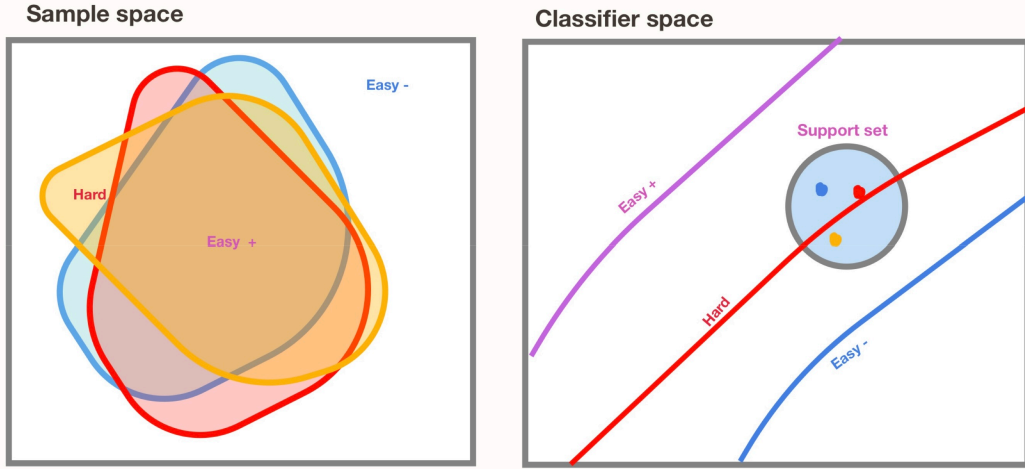 Sample space
Classifier space
Easy -
Hard
Easy +
Support set
Easy +
Hard
Easy -